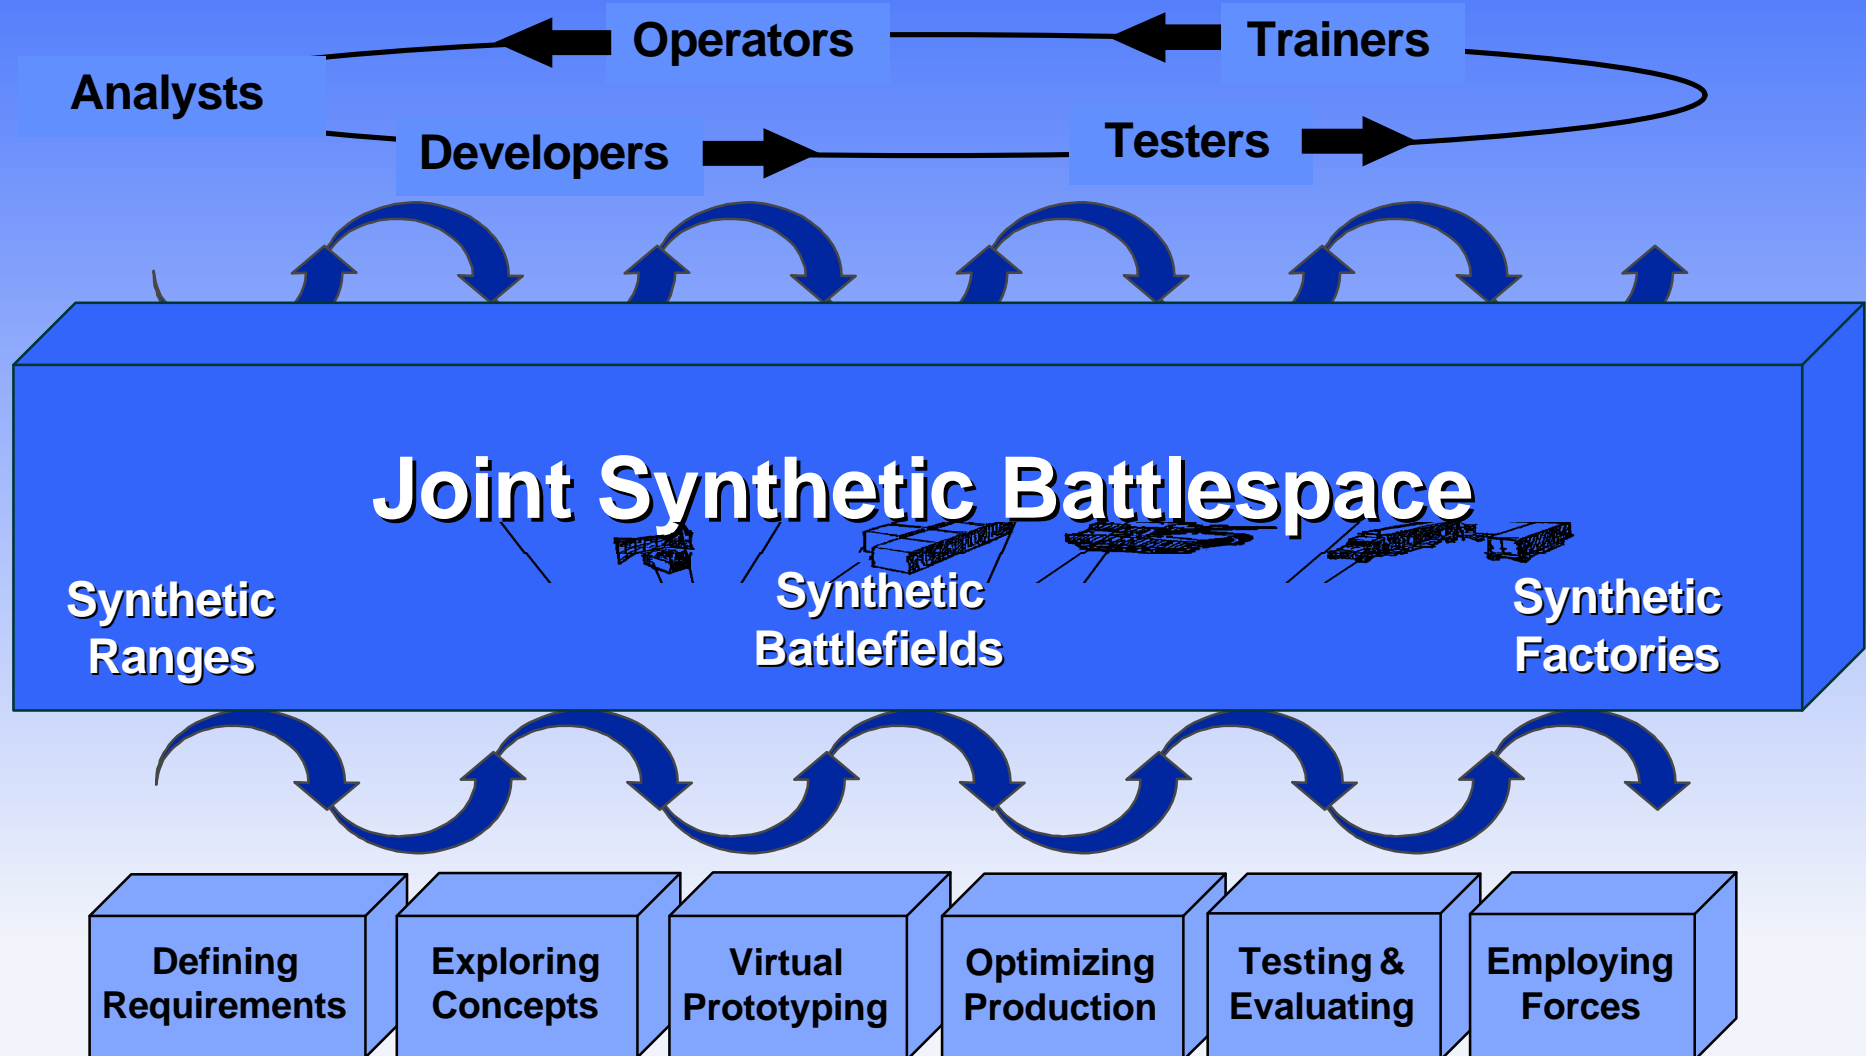 Operators
Trainers
Analysts
Developers
Testers
Joint Synthetic Battlespace
Synthetic
Ranges
Synthetic
Battlefields
Synthetic
Factories
Defining
Requirements
Exploring
Concepts
Virtual
Prototyping
Optimizing
Production
Testing &
Evaluating
Employing
Forces